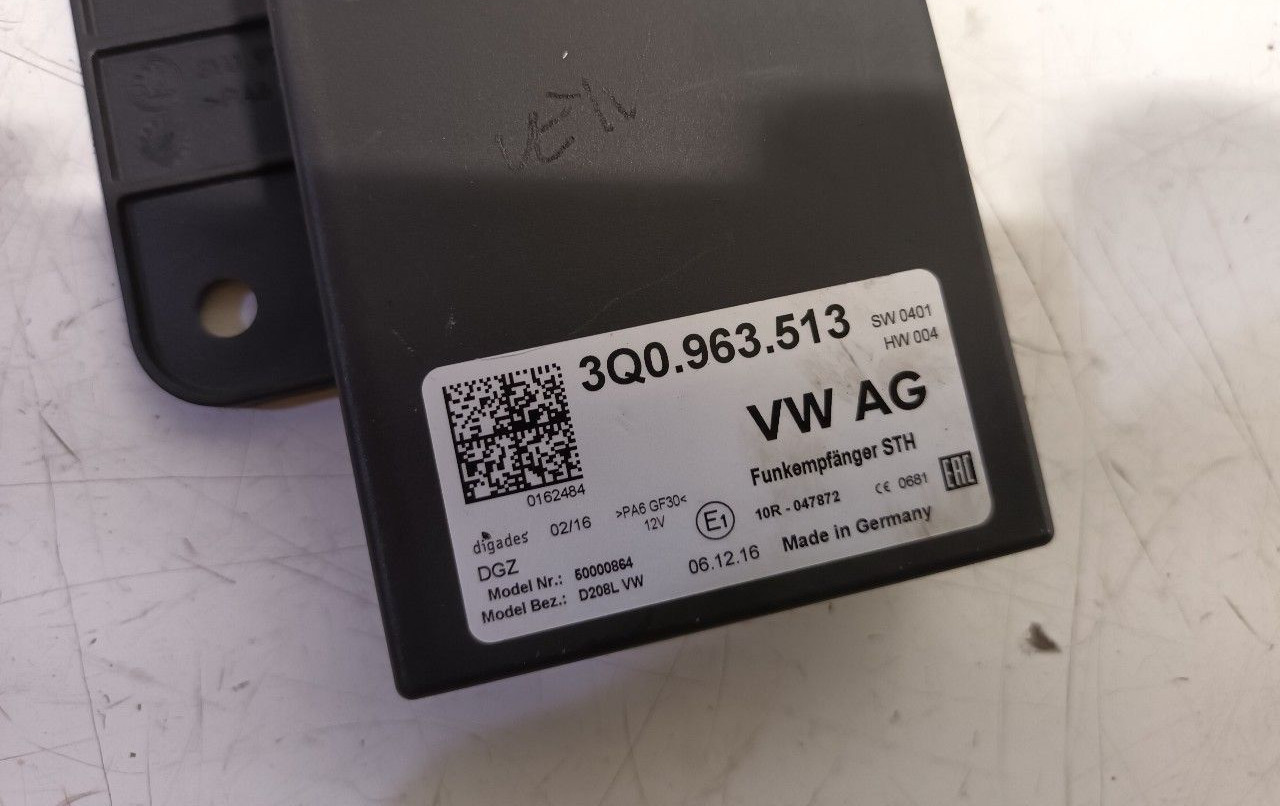 3Q0.963.513
SW 0401
HW 004
VW AG
Funkempfänger STH
0162484
digades
02/16
>PA6 GF30<
12V
E1
10R - 047872
CE 0681
EAC
DGZ
06.12.16
Made in Germany
Model Nr.: 50000864
Model Bez.: D208L VW